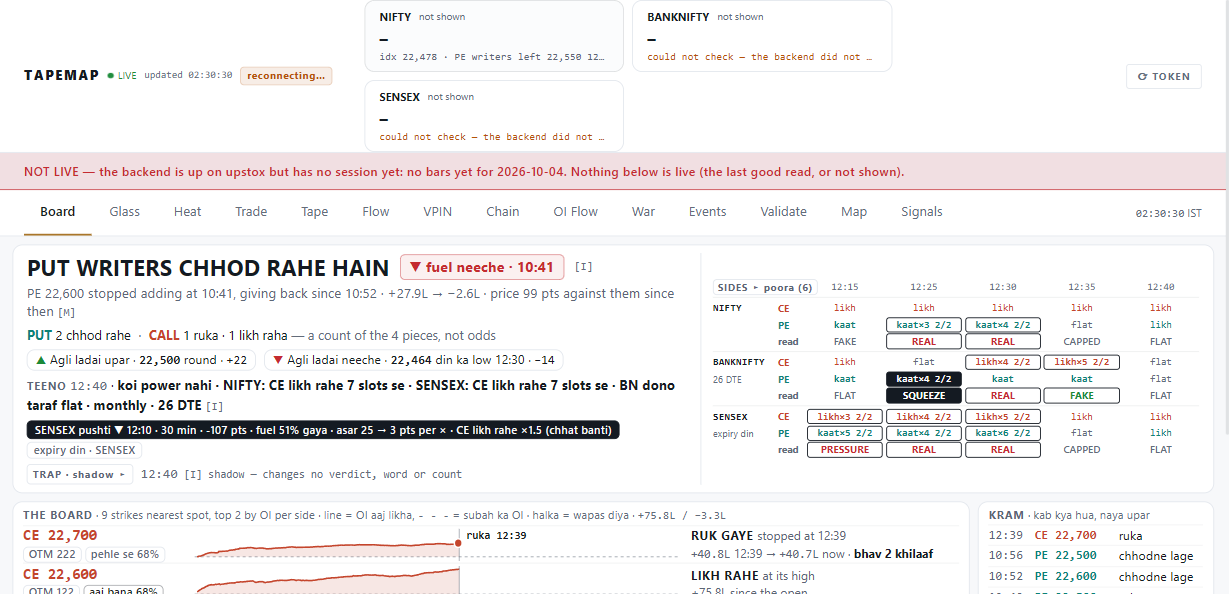 TAPEMAP ● LIVE updated 02:30:30 reconnecting...
NIFTY not shown
—
idx 22,478 · PE writers left 22,550 12…
BANKNIFTY not shown
—
could not check — the backend did not …
SENSEX not shown
—
could not check — the backend did not …
⟳ TOKEN
NOT LIVE — the backend is up on upstox but has no session yet: no bars yet for 2026-10-04. Nothing below is live (the last good read, or not shown).
Board Glass Heat Trade Tape Flow VPIN Chain OI Flow War Events Validate Map Signals 02:30:30 IST
PUT WRITERS CHHOD RAHE HAIN ▼ fuel neeche · 10:41 [I]
PE 22,600 stopped adding at 10:41, giving back since 10:52 · +27.9L → −2.6L · price 99 pts against them since
then [M]
PUT 2 chhod rahe · CALL 1 ruka · 1 likh raha — a count of the 4 pieces, not odds
▲ Agli ladai upar · 22,500 round · +22 ▼ Agli ladai neeche · 22,464 din ka low 12:30 · −14
TEENO 12:40 · koi power nahi · NIFTY: CE likh rahe 7 slots se · SENSEX: CE likh rahe 7 slots se · BN dono
taraf flat · monthly · 26 DTE [I]
SENSEX pushti ▼ 12:10 · 30 min · -107 pts · fuel 51% gaya · asar 25 → 3 pts per × · CE likh rahe ×1.5 (chhat banti)
expiry din · SENSEX
TRAP · shadow ▸ 12:40 [I] shadow — changes no verdict, word or count
SIDES ▸ poora (6) 12:15 12:25 12:30 12:35 12:40
NIFTY CE likh likh likh likh likh
PE kaat kaat×3 2/2 kaat×4 2/2 flat likh
read FAKE REAL REAL CAPPED FLAT
BANKNIFTY CE likh flat likh×4 2/2 likh×5 2/2 flat
26 DTE PE kaat kaat×4 2/2 kaat kaat flat
read FLAT SQUEEZE REAL FAKE FLAT
SENSEX CE likh×3 2/2 likh×4 2/2 likh×5 2/2 likh likh
expiry din PE kaat×5 2/2 kaat×4 2/2 kaat×6 2/2 flat likh
read PRESSURE REAL REAL CAPPED FLAT
THE BOARD · 9 strikes nearest spot, top 2 by OI per side · line = OI aaj likha, - - - = subah ka OI · halka = wapas diya · +75.8L / −3.3L
CE 22,700
OTM 222 pehle se 68%
ruka 12:39
RUK GAYE stopped at 12:39
+40.8L 12:39 → +40.7L now · bhav 2 khilaaf
CE 22,600
OTM 122 aaj bana 68%
LIKH RAHE at its high
+75.8L since the open
KRAM · kab kya hua, naya upar
12:39 CE 22,700 ruka
10:56 PE 22,500 chhodne lage
10:52 PE 22,600 chhodne lage